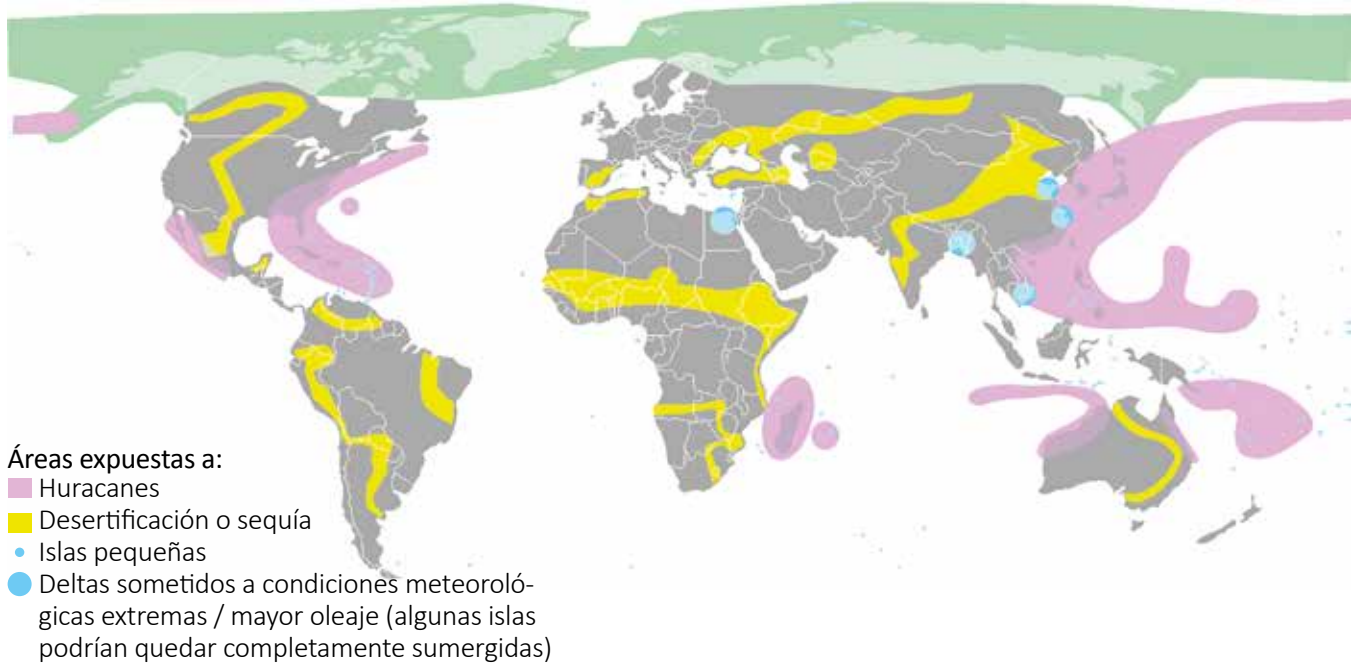 Áreas expuestas a:
Huracanes
Desertificación o sequía
Islas pequeñas
Deltas sometidos a condiciones meteoroló-
gicas extremas / mayor oleaje (algunas islas
podrían quedar completamente sumergidas)